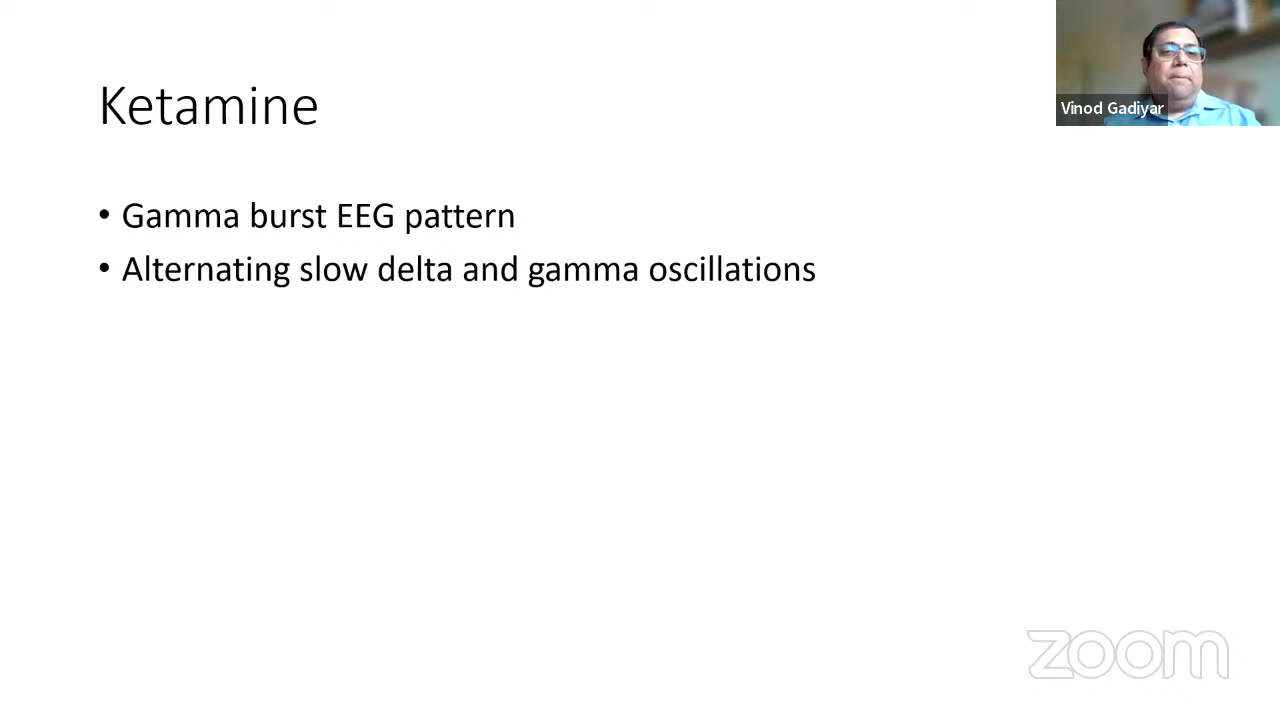 Ketamine
Vinod Gadiyar
• Gamma burst EEG pattern
• Alternating slow delta and gamma oscillations
zoom